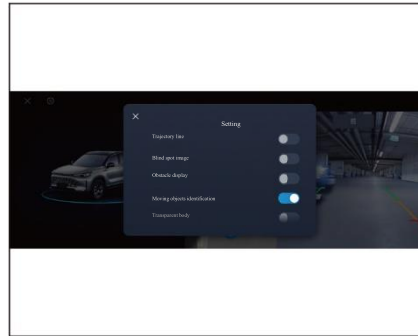 Setting
Trajectory line
Blind spot image
Obstacle display
Moving objects identification
Transparent body